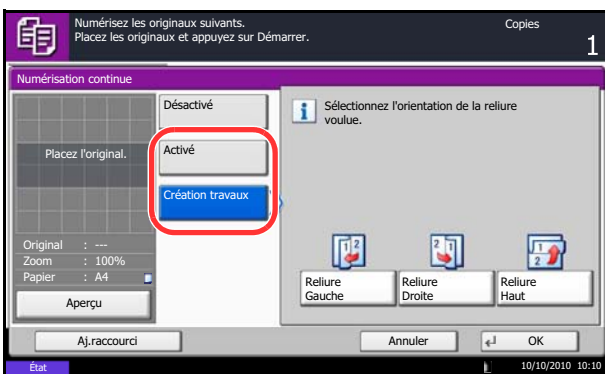 Numérisez les originaux suivants.
Placez les originaux et appuyez sur Démarrer.
Copies
1
Numérisation continue
Placez l'original.
Original : ---
Zoom : 100%
Papier : A4
Aperçu
Désactivé
Activé
Création travaux
Sélectionnez l'orientation de la reliure
voulue.
Reliure
Gauche
Reliure
Droite
Reliure
Haut
Aj.raccourci
Annuler
OK
État
10/10/2010 10:10